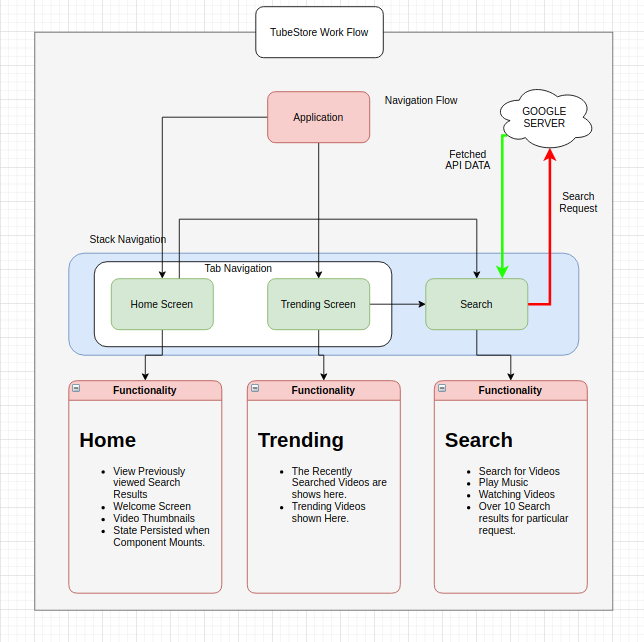 TubeStore Work Flow
Application
Navigation Flow
GOOGLE
SERVER
Fetched
API DATA
Search
Request
Stack Navigation
Tab Navigation
Home Screen
Trending Screen
Search
Functionality
Home
View Previously
viewed Search
Results
Welcome Screen
Video Thumbnails
State Persisted when
Component Mounts.
Functionality
Trending
The Recently
Searched Videos are
shows here.
Trending Videos
shown Here.
Functionality
Search
Search for Videos
Play Music
Watching Videos
Over 10 Search
results for particular
request.